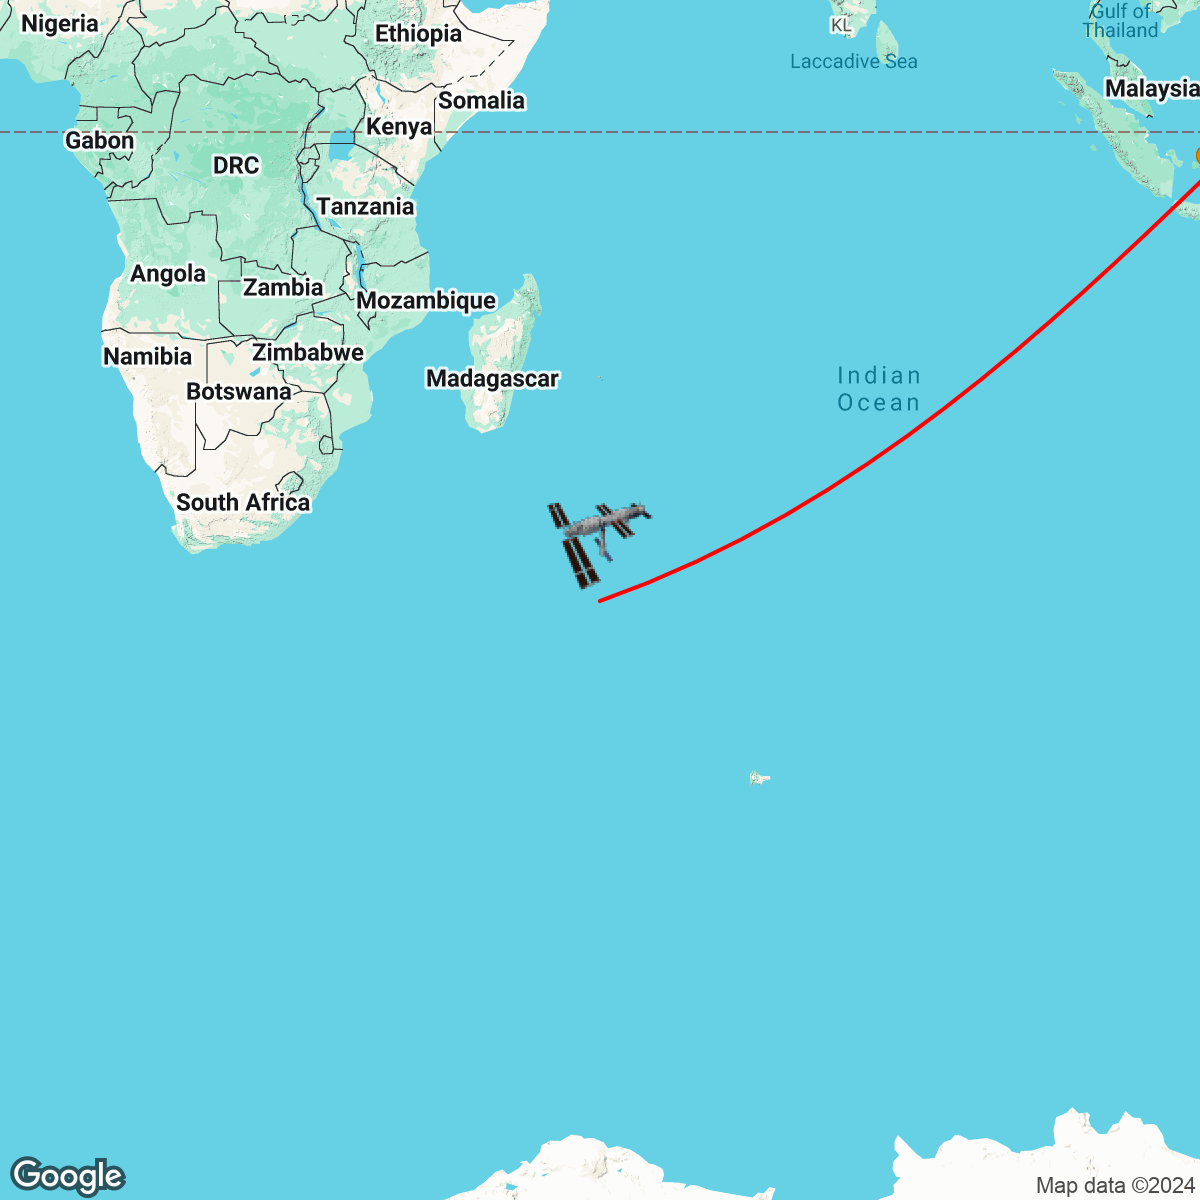 Nigeria
Ethiopia
KL
Gulf of
Thailand
Laccadive Sea
Malaysia
Somalia
Kenya
Gabon
DRC
Tanzania
Angola
Zambia
Mozambique
Namibia
Zimbabwe
Botswana
Madagascar
Indian
Ocean
South Africa
Google
Map data ©2024